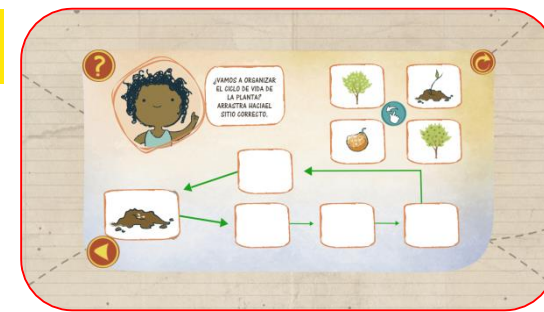 ?
¿VAMOS A ORGANIZAR
EL CICLO DE VIDA DE
LA PLANTA?
ARRASTRA HACIAEL
SITIO CORRECTO.